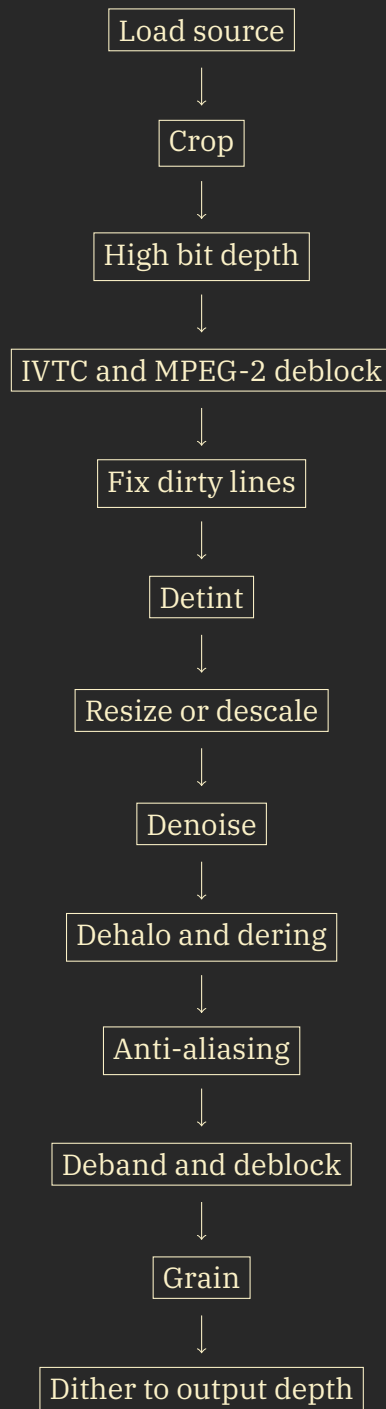 Load source
Crop
High bit depth
IVTC and MPEG-2 deblock
Fix dirty lines
Detint
Resize or descale
Denoise
Dehalo and dering
Anti-aliasing
Deband and deblock
Grain
Dither to output depth